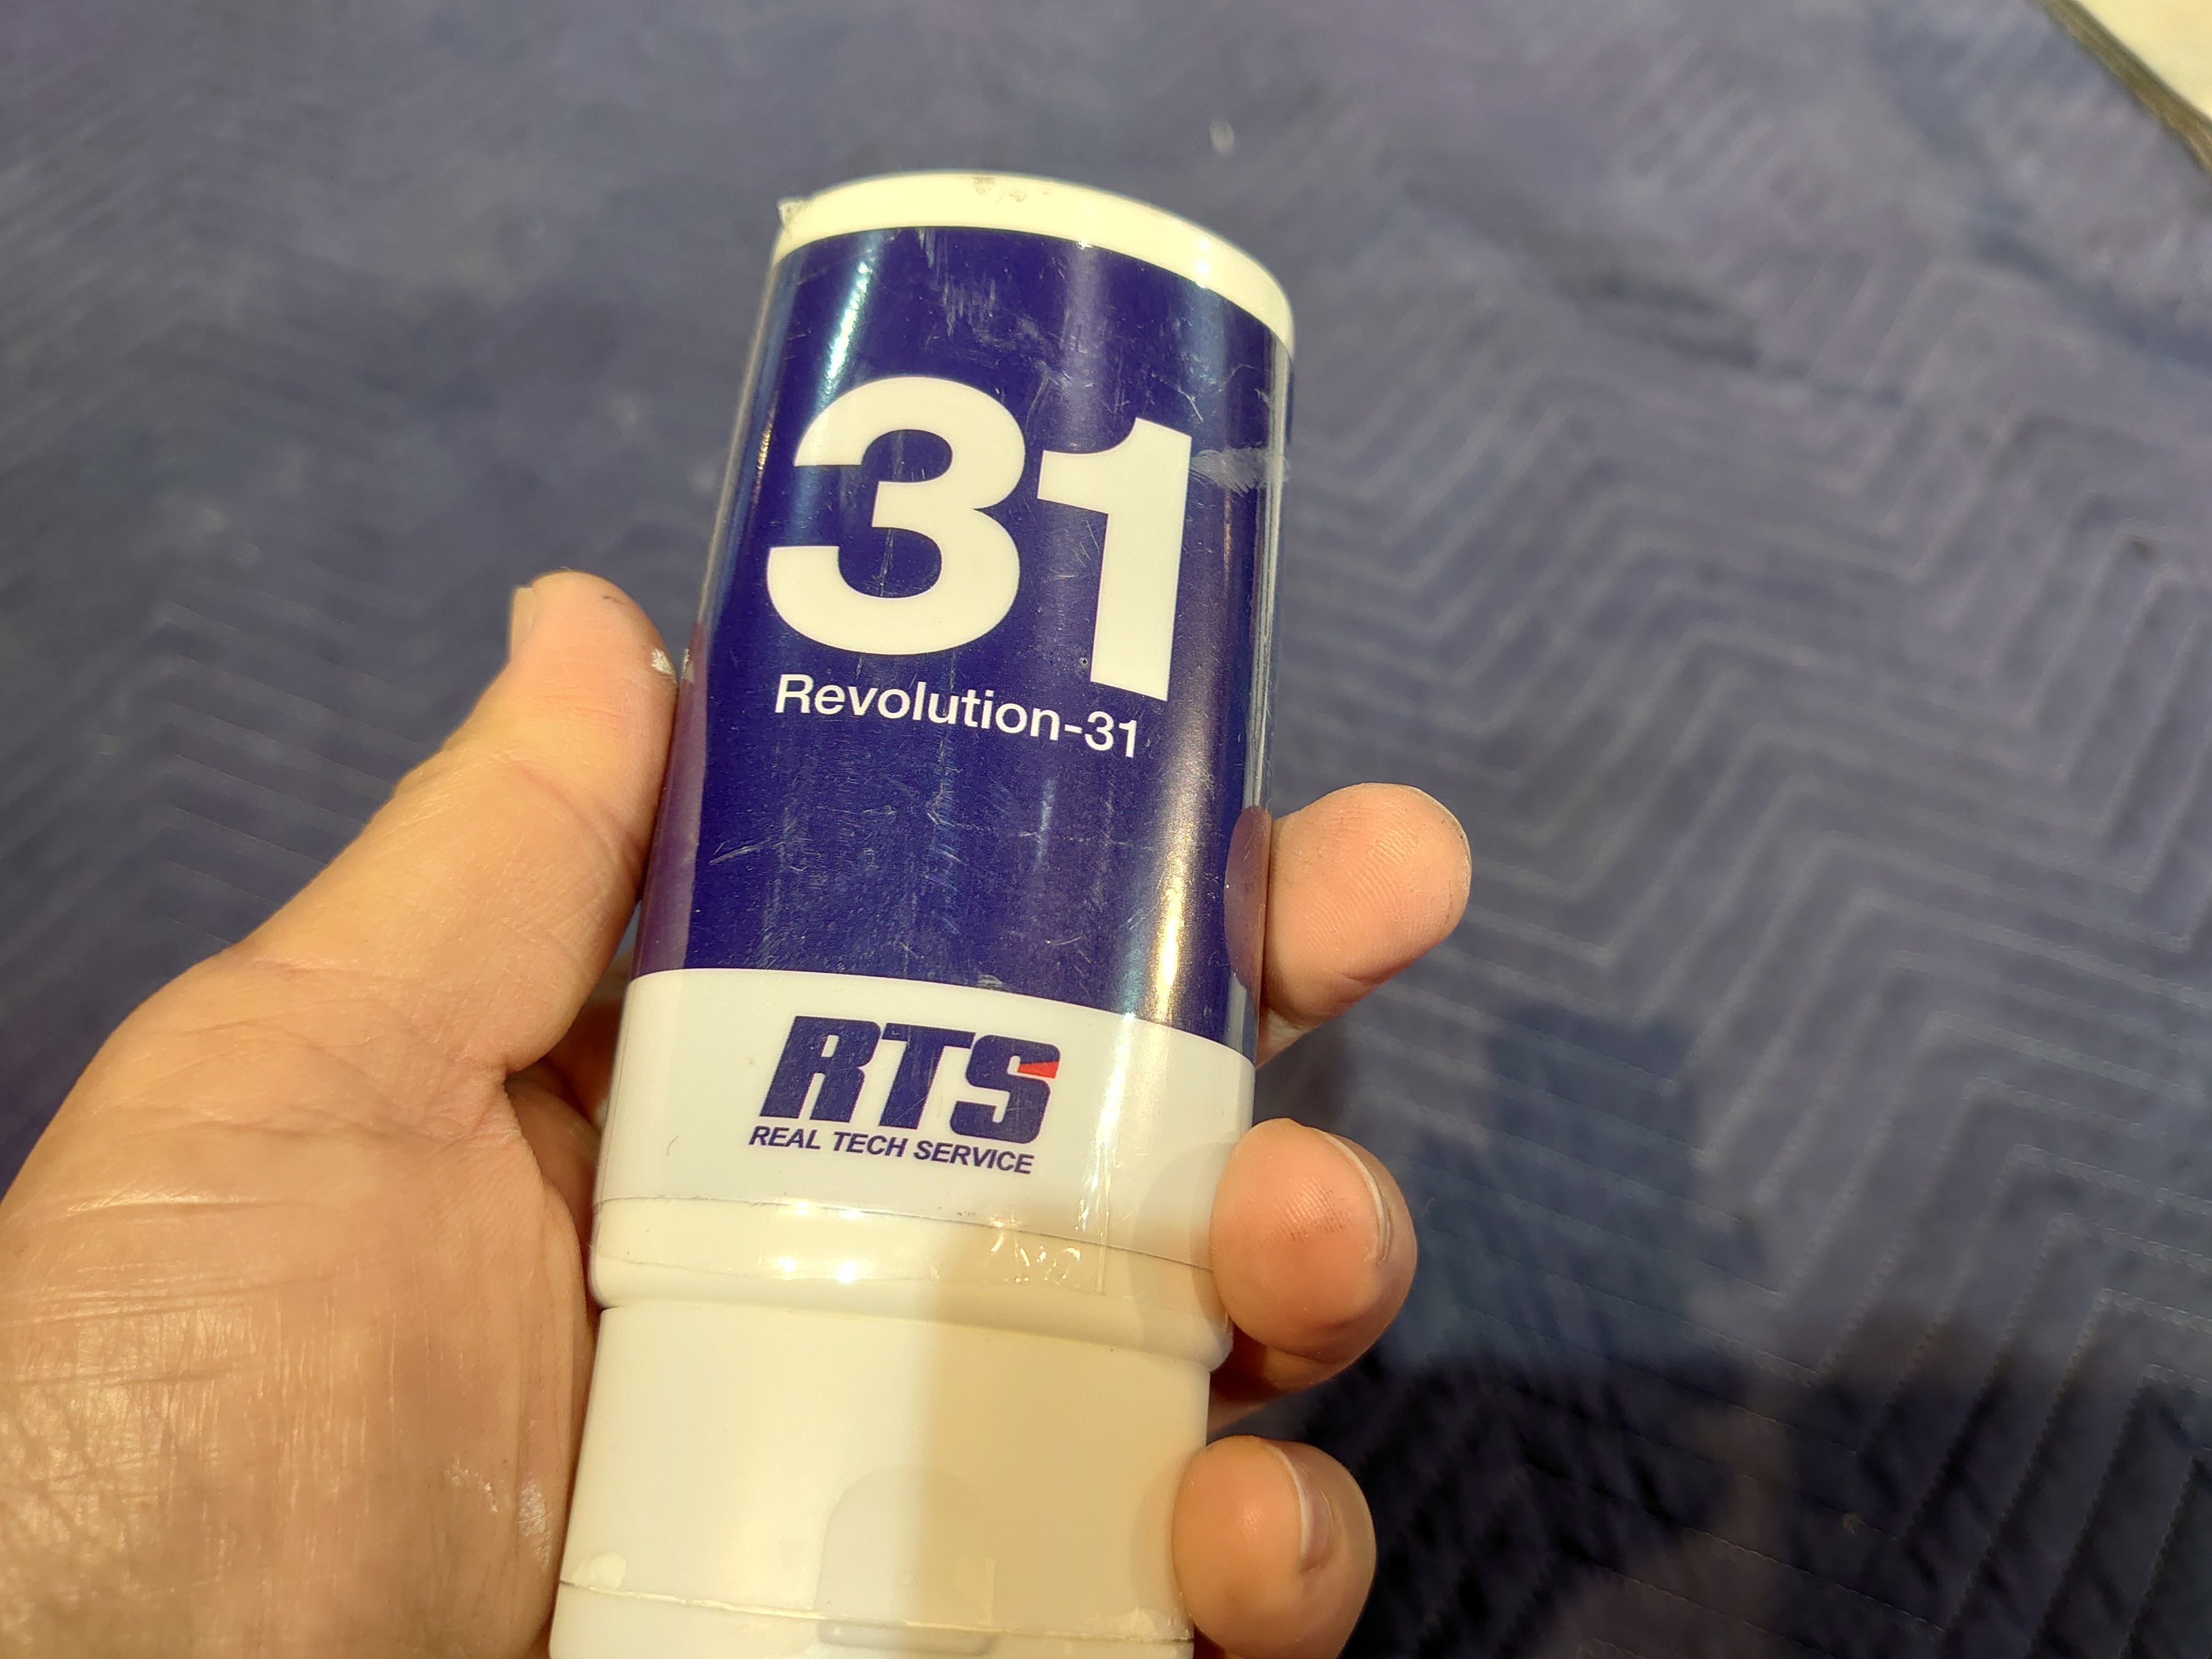 31
Revolution-31
RTS
REAL TECH SERVICE